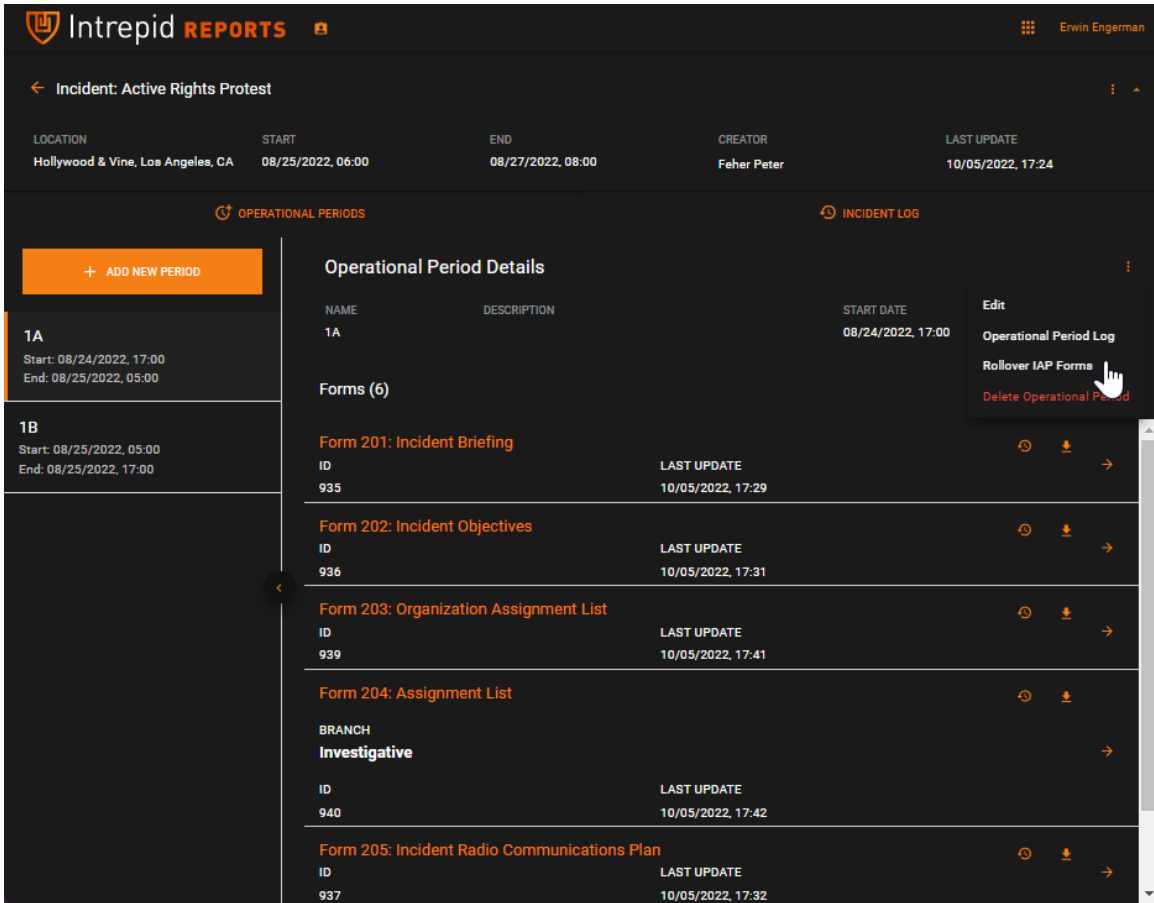 Intrepid REPORTS
Erwin Engerman
Incident: Active Rights Protest
LOCATION START END CREATOR LAST UPDATE
Hollywood & Vine, Los Angeles, CA 08/25/2022, 06:00 08/27/2022, 08:00 Feher Peter 10/05/2022, 17:24
OPERATIONAL PERIODS INCIDENT LOG
+ ADD NEW PERIOD
1A
Start: 08/24/2022, 17:00
End: 08/25/2022, 05:00
1B
Start: 08/25/2022, 05:00
End: 08/25/2022, 17:00
Operational Period Details
NAME DESCRIPTION START DATE
1A 08/24/2022, 17:00
Edit
Operational Period Log
Rollover IAP Forms
Delete Operational Period
Forms (6)
Form 201: Incident Briefing
ID LAST UPDATE
935 10/05/2022, 17:29
Form 202: Incident Objectives
ID LAST UPDATE
936 10/05/2022, 17:31
Form 203: Organization Assignment List
ID LAST UPDATE
939 10/05/2022, 17:41
Form 204: Assignment List
BRANCH
Investigative
ID LAST UPDATE
940 10/05/2022, 17:42
Form 205: Incident Radio Communications Plan
ID LAST UPDATE
937 10/05/2022, 17:32